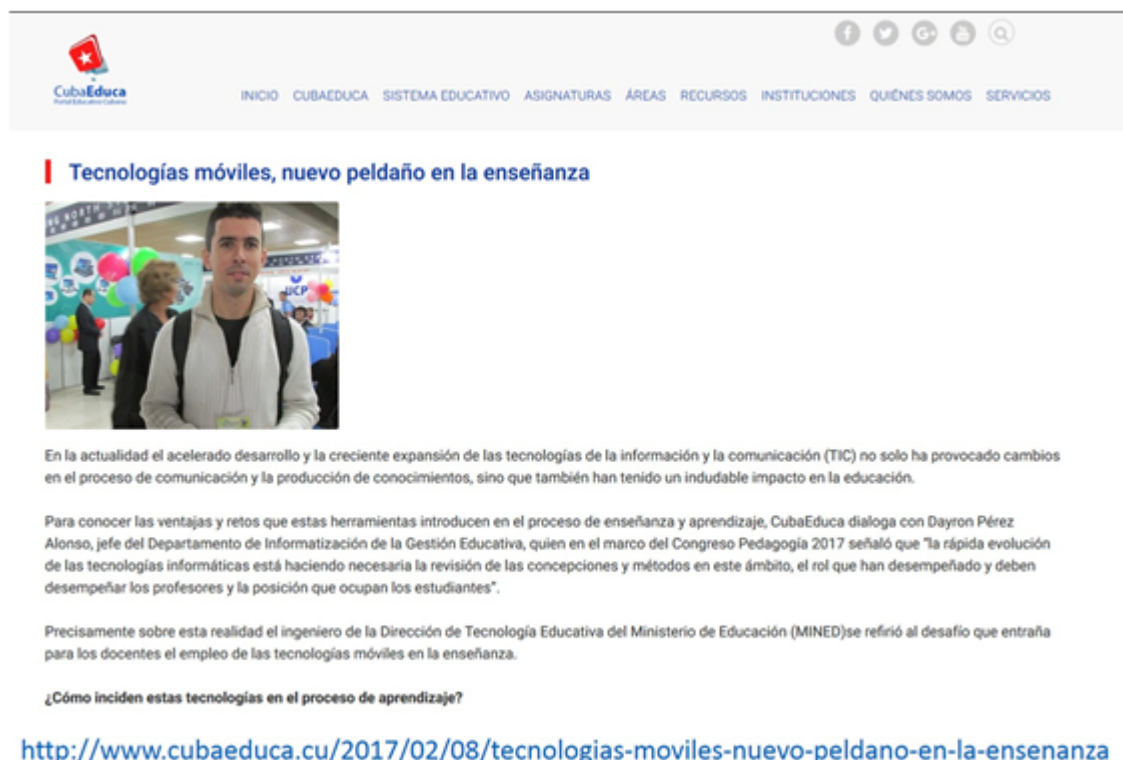 CubaEduca
Portal Educativo Cubano
INICIO CUBAEDUCA SISTEMA EDUCATIVO ASIGNATURAS ÁREAS RECURSOS INSTITUCIONES QUIÉNES SOMOS SERVICIOS
Tecnologías móviles, nuevo peldaño en la enseñanza
NG NORTH
UCP
En la actualidad el acelerado desarrollo y la creciente expansión de las tecnologías de la información y la comunicación (TIC) no solo ha provocado cambios
en el proceso de comunicación y la producción de conocimientos, sino que también han tenido un indudable impacto en la educación.
Para conocer las ventajas y retos que estas herramientas introducen en el proceso de enseñanza y aprendizaje, CubaEduca dialoga con Dayron Pérez
Alonso, jefe del Departamento de Informatización de la Gestión Educativa, quien en el marco del Congreso Pedagogía 2017 señaló que "la rápida evolución
de las tecnologías informáticas está haciendo necesaria la revisión de las concepciones y métodos en este ámbito, el rol que han desempeñado y deben
desempeñar los profesores y la posición que ocupan los estudiantes".
Precisamente sobre esta realidad el ingeniero de la Dirección de Tecnología Educativa del Ministerio de Educación (MINED)se refirió al desafío que entraña
para los docentes el empleo de las tecnologías móviles en la enseñanza.
¿Cómo inciden estas tecnologías en el proceso de aprendizaje?
http://www.cubaeduca.cu/2017/02/08/tecnologias-moviles-nuevo-peldano-en-la-ensenanza